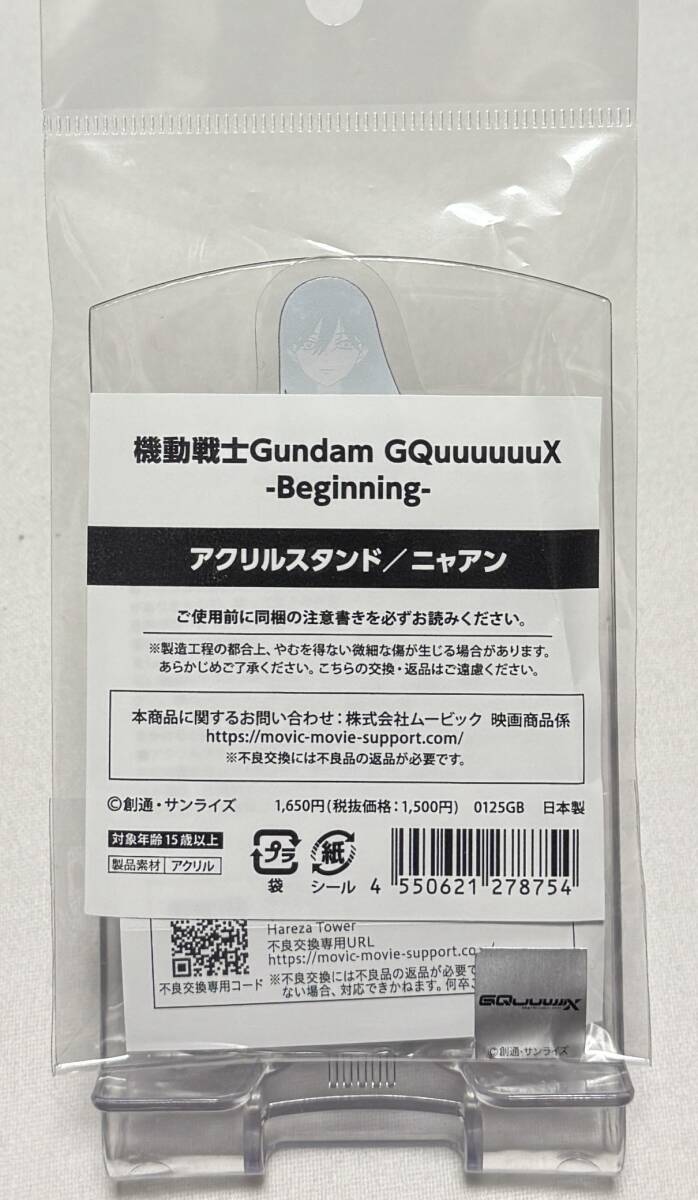 機動戦士Gundam GQuuuuuuX
-Beginning-
アクリルスタンド／ニャアン
ご使用前に同梱の注意書きを必ずお読みください。
※製造工程の都合上、やむを得ない微細な傷が生じる場合があります。
あらかじめご了承ください。こちらの交換・返品はご遠慮ください。
本商品に関するお問い合わせ：株式会社ムービック 映画商品係
https://movic-movie-support.com/
※不良交換には不良品の返品が必要です。
©創通・サンライズ 1,650円(税抜価格：1,500円) 0125GB 日本製
対象年齢15歳以上
製品素材 アクリル
プラ
袋
紙
シール
4 550621 278754
Hareza Tower
不良交換専用URL
https://movic-movie-support.co
不良交換専用コード
※不良交換には不良品の返品が必要で
ない場合、対応できかねます。何卒
GQuuuuuuX
©創通・サンライズ